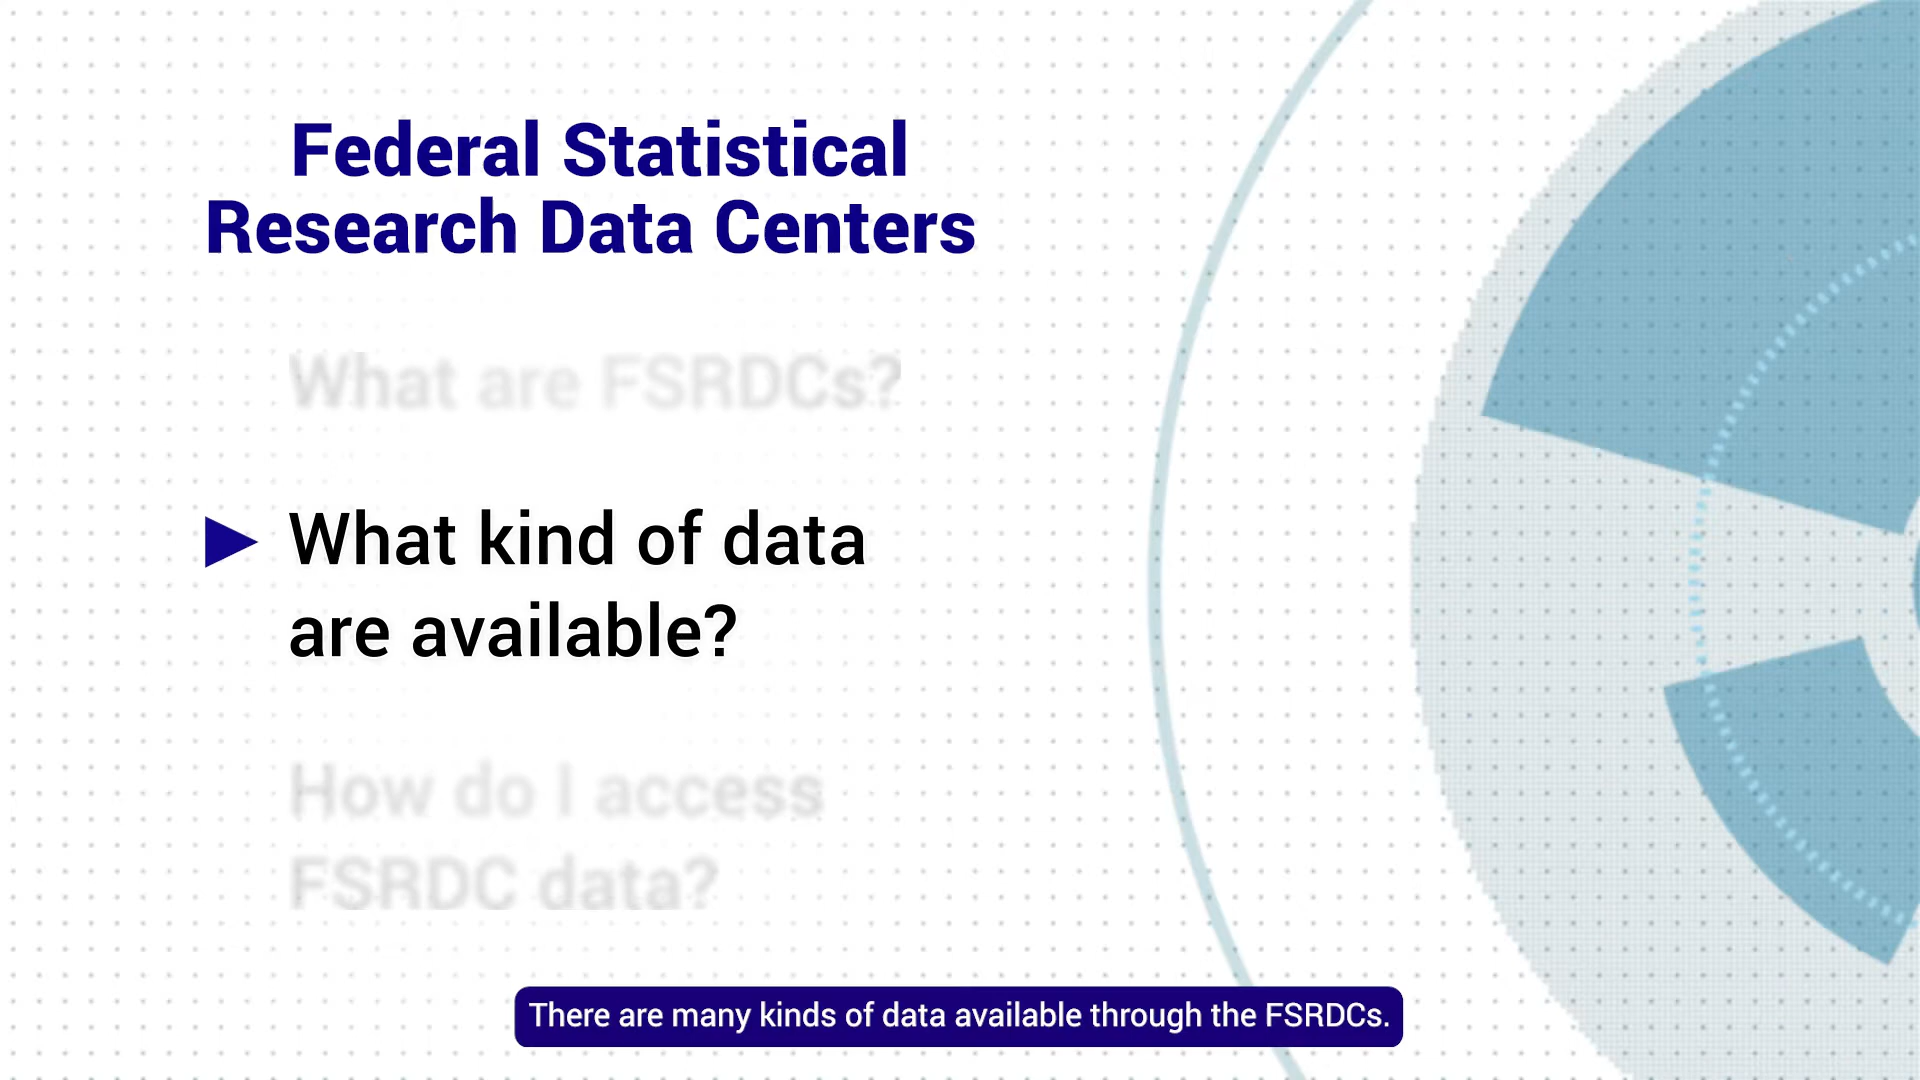 Federal Statistical
Research Data Centers
What are FSRDCs?
► What kind of data
are available?
How do I access
FSRDC data?
There are many kinds of data available through the FSRDCs.